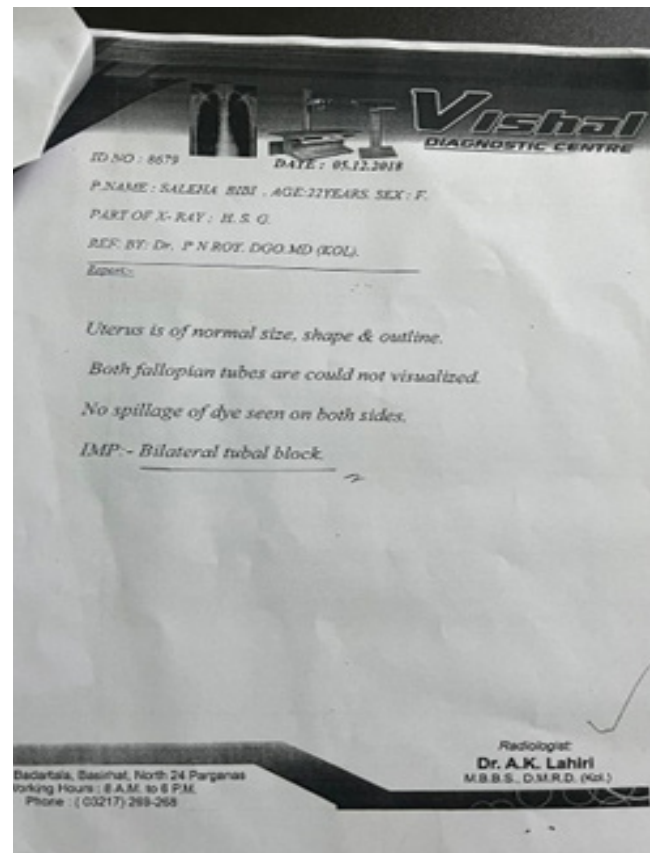 Vishal
DIAGNOSTIC CENTRE
ID NO : 8679 DATE : 05.12.2018
P.NAME : SALEHA BIBI . AGE:22YEARS. SEX : F.
PART OF X- RAY : H. S. G.
REF: BY: Dr. P N ROY. DGO.MD (KOL).
Report:-
Uterus is of normal size, shape & outline.
Both fallopian tubes are could not visualized.
No spillage of dye seen on both sides.
IMP:- Bilateral tubal block.
Radiologist:
Dr. A.K. Lahiri
M.B.B.S., D.M.R.D. (Kol.)
Badartala, Basirhat, North 24 Parganas
Working Hours : 8 A.M. to 6 P.M.
Phone : ( 03217) 269-268